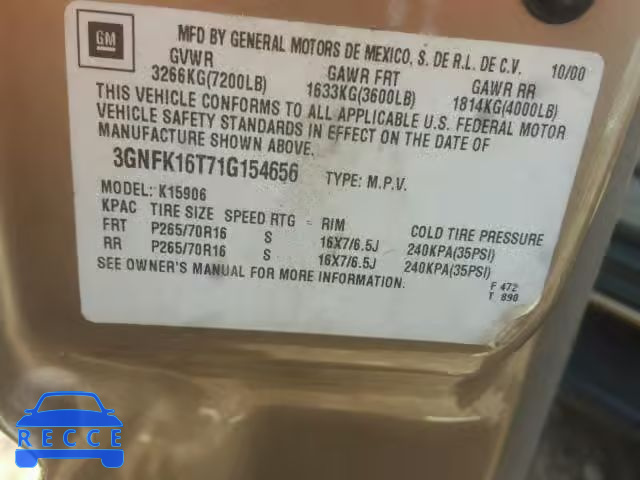 GM
MFD BY GENERAL MOTORS DE MEXICO, S. DE R.L. DE C.V. 10/00
GVWR GAWR FRT GAWR RR
3266KG(7200LB) 1633KG(3600LB) 1814KG(4000LB)
THIS VEHICLE CONFORMS TO ALL APPLICABLE U.S. FEDERAL MOTOR
VEHICLE SAFETY STANDARDS IN EFFECT ON THE DATE OF
MANUFACTURE SHOWN ABOVE.
3GNFK16T71G154656 TYPE: M.P.V.
MODEL: K15906
KPAC TIRE SIZE SPEED RTG RIM COLD TIRE PRESSURE
FRT P265/70R16 S 16X7/6.5J 240KPA(35PSI)
RR P265/70R16 S 16X7/6.5J 240KPA(35PSI)
SEE OWNER'S MANUAL FOR MORE INFORMATION.
F 472
T 890
RECCE